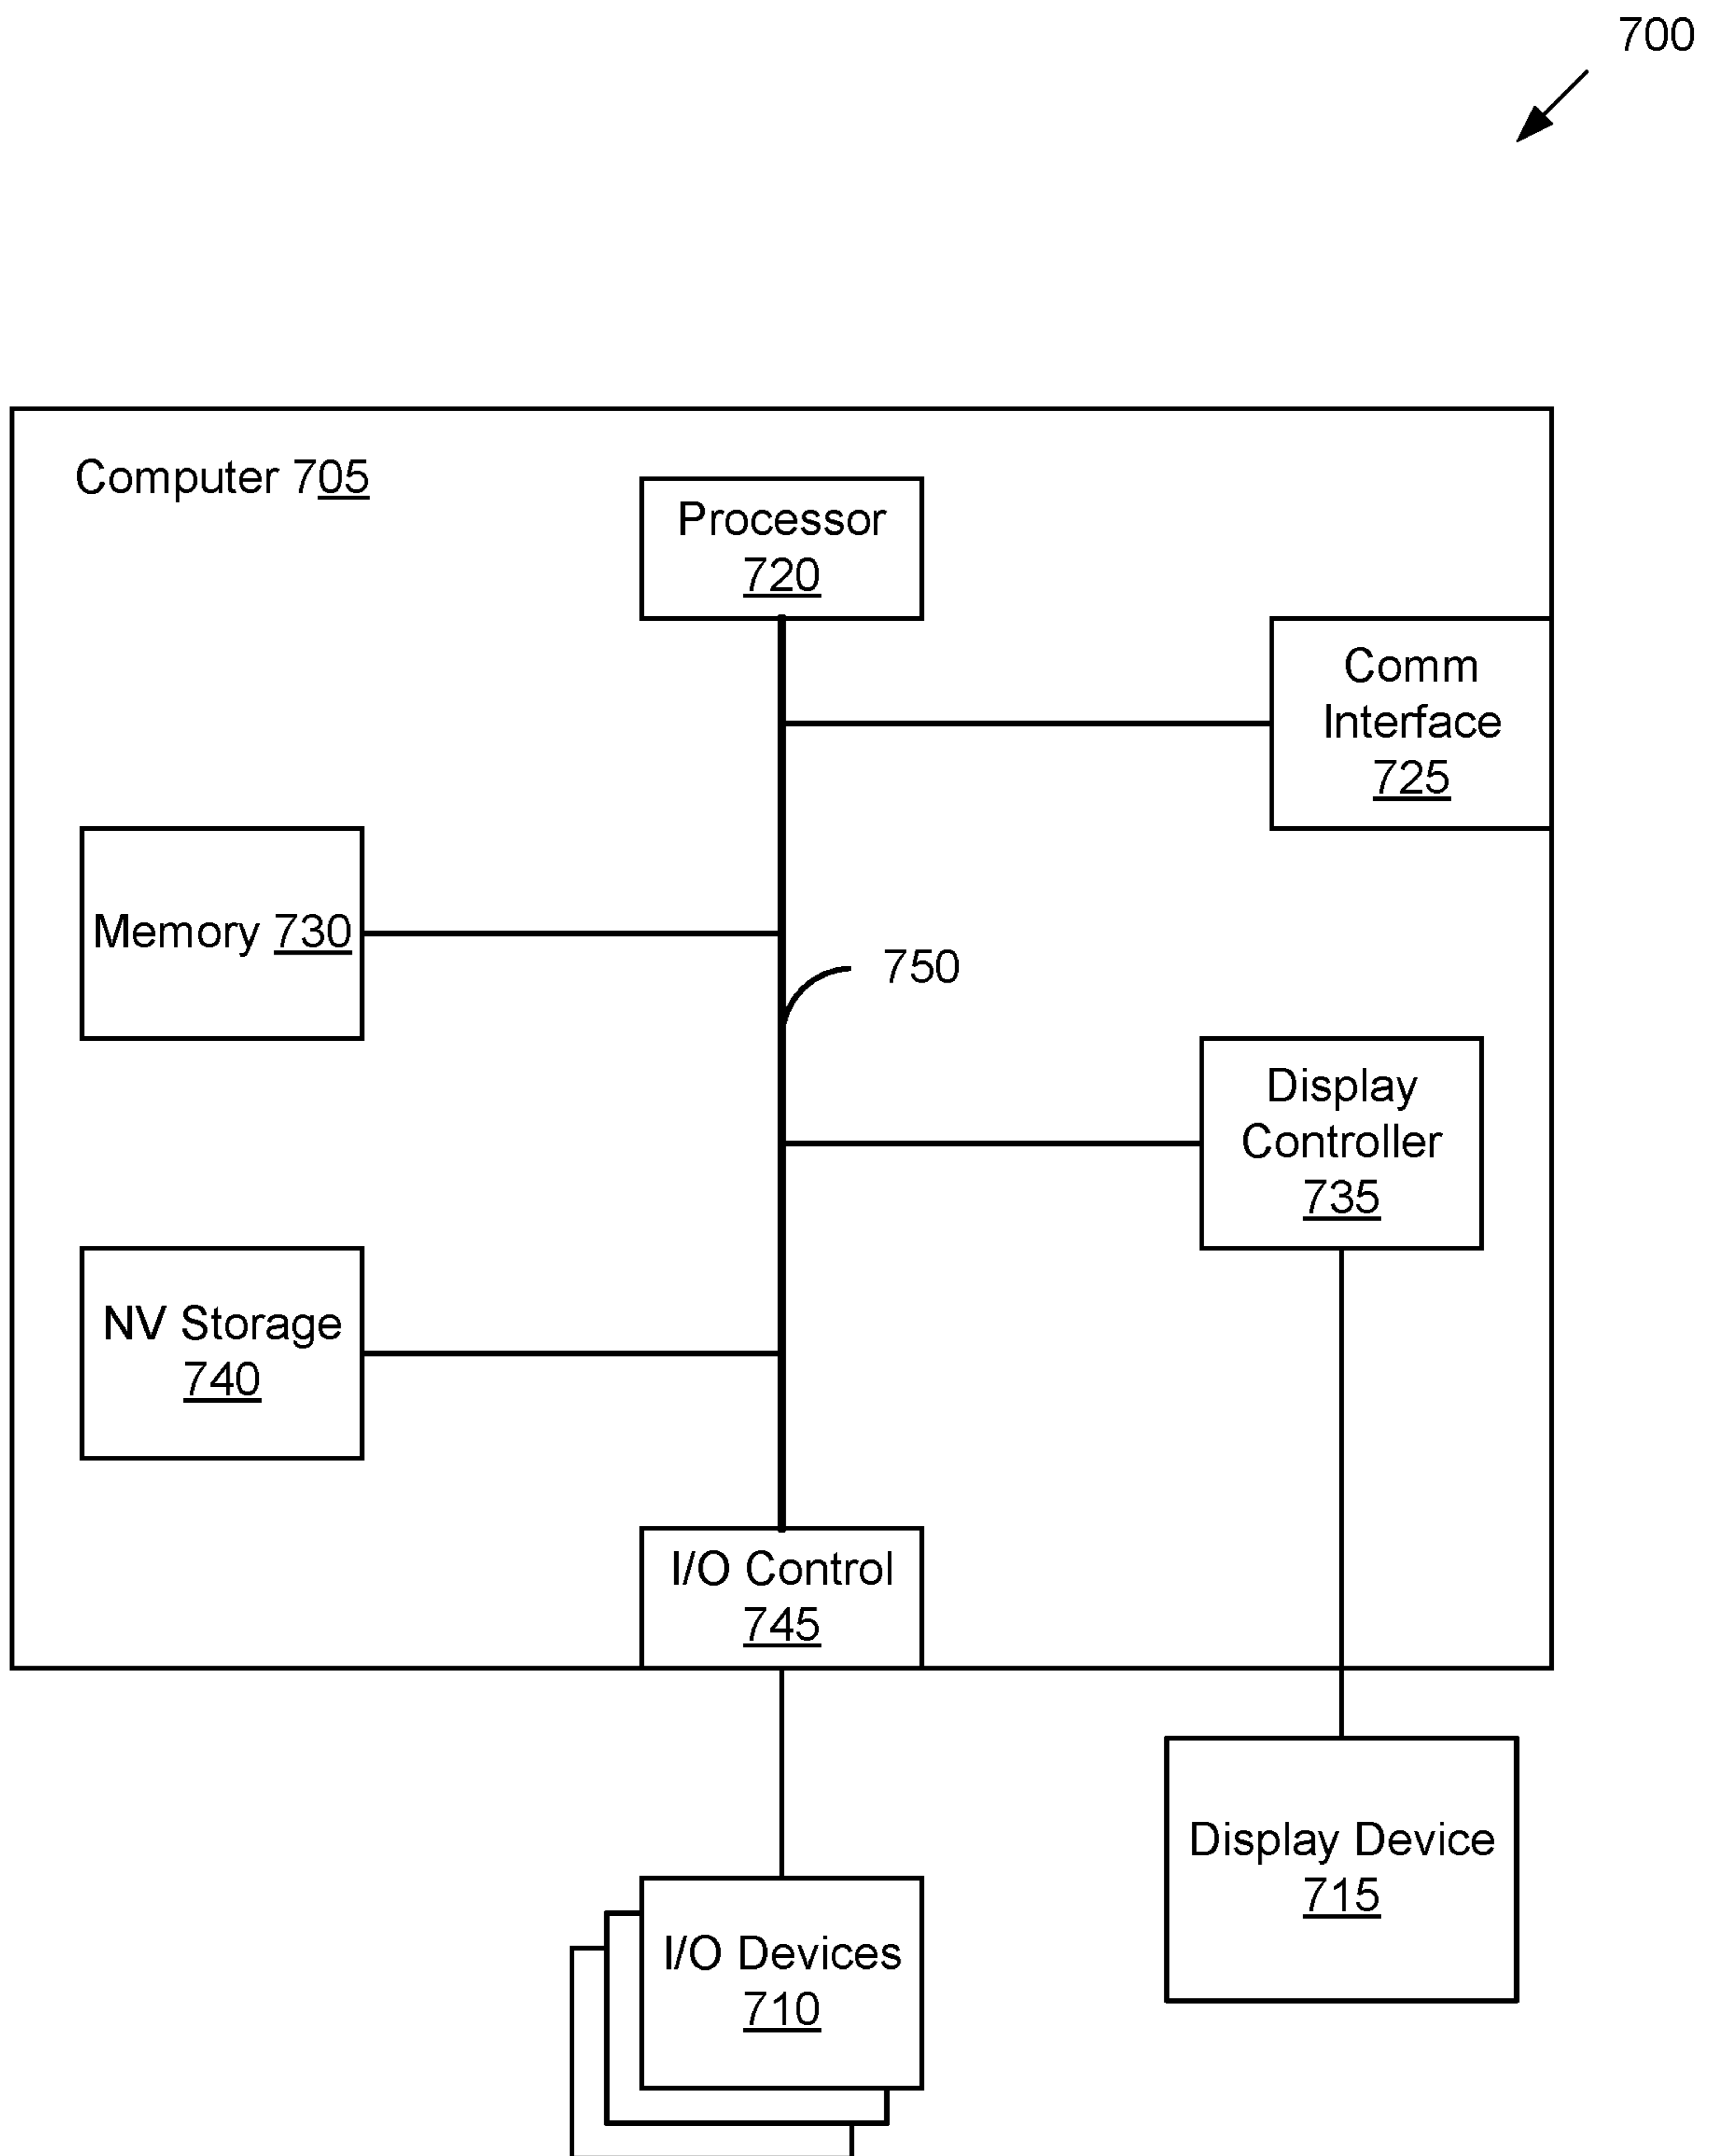 700
Computer 705
Processor
720
Comm
Interface
725
Memory 730
750
Display
Controller
735
NV Storage
740
I/O Control
745
Display Device
715
I/O Devices
710